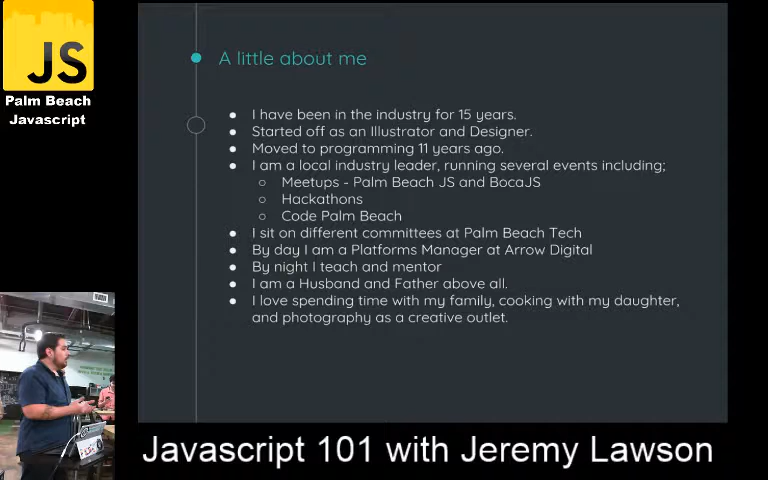 JS
Palm Beach
Javascript
A little about me
● I have been in the industry for 15 years.
● Started off as an Illustrator and Designer.
● Moved to programming 11 years ago.
● I am a local industry leader, running several events including;
○ Meetups - Palm Beach JS and BocaJS
○ Hackathons
○ Code Palm Beach
● I sit on different committees at Palm Beach Tech
● By day I am a Platforms Manager at Arrow Digital
● By night I teach and mentor
● I am a Husband and Father above all.
● I love spending time with my family, cooking with my daughter,
and photography as a creative outlet.
Javascript 101 with Jeremy Lawson